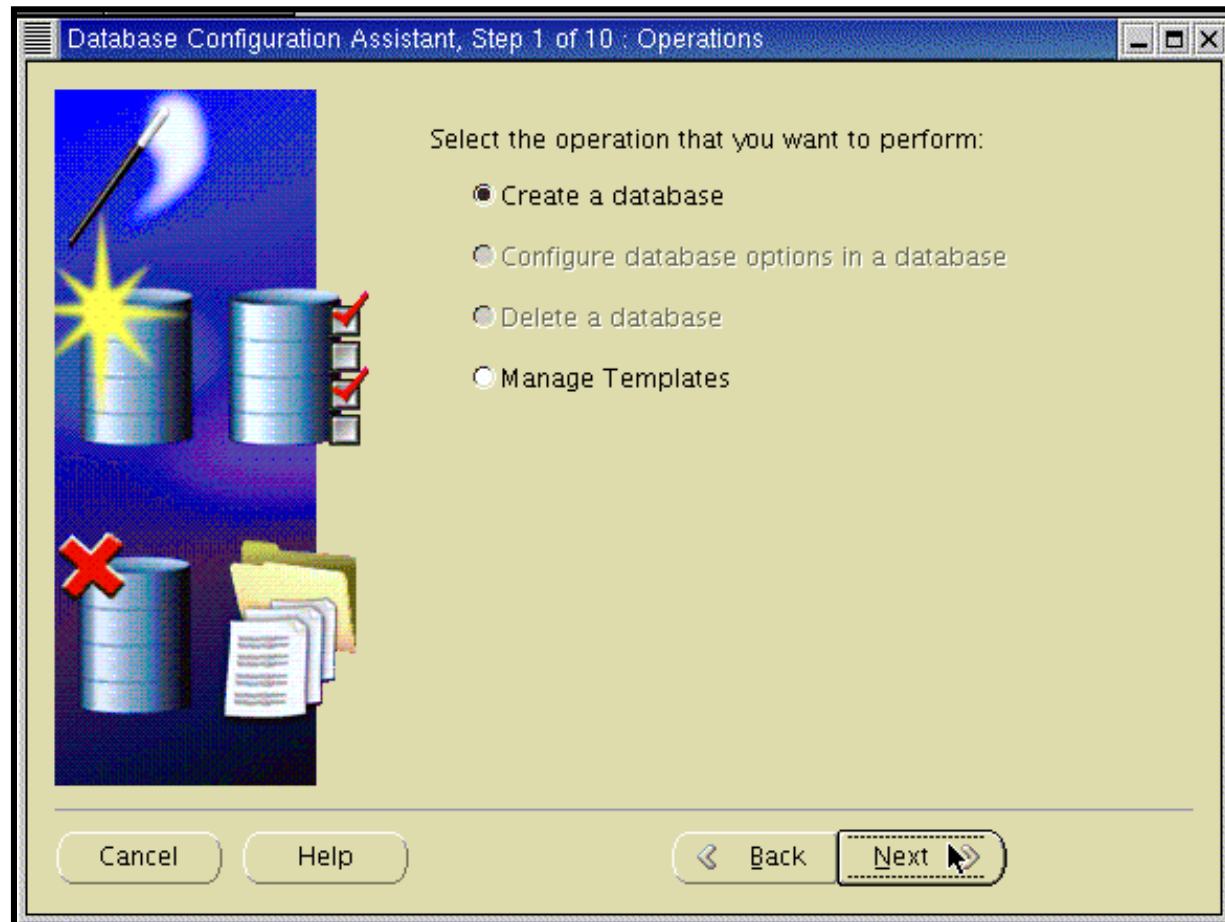 Database Configuration Assistant, Step 1 of 10 : Operations
Select the operation that you want to perform:
Create a database
Configure database options in a database
Delete a database
Manage Templates
Cancel
Help
Back
Next